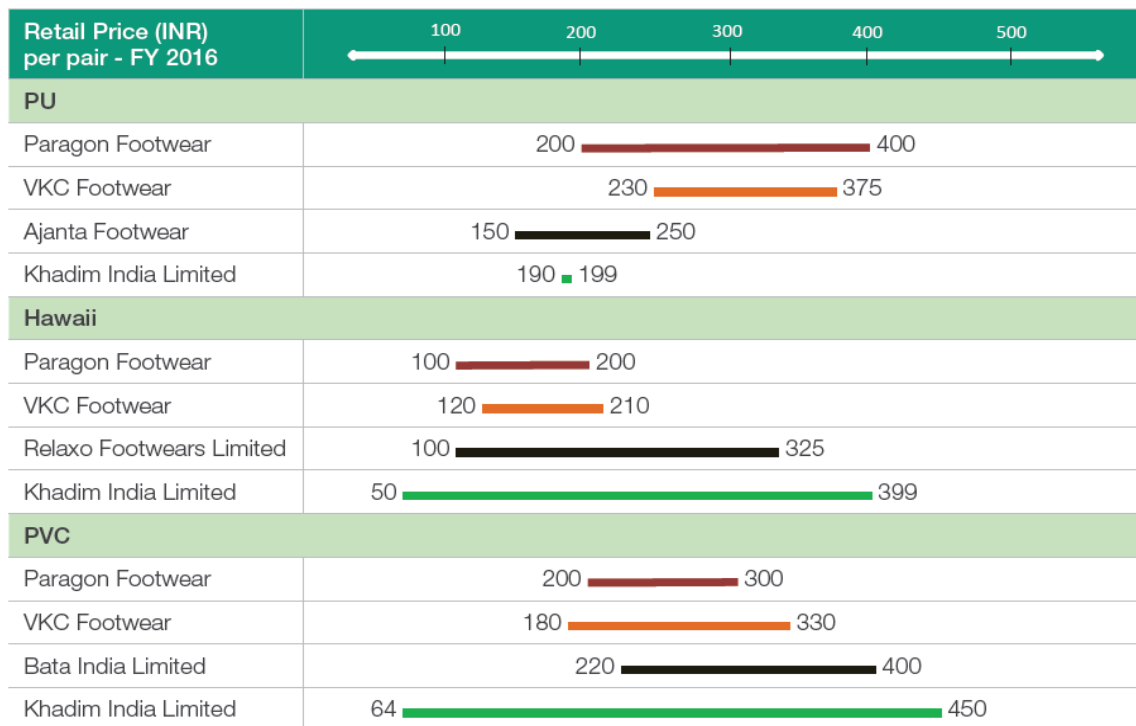 Retail Price (INR)
per pair - FY 2016
100 200 300 400 500
PU
Paragon Footwear 200 400
VKC Footwear 230 375
Ajanta Footwear 150 250
Khadim India Limited 190 199
Hawaii
Paragon Footwear 100 200
VKC Footwear 120 210
Relaxo Footwears Limited 100 325
Khadim India Limited 50 399
PVC
Paragon Footwear 200 300
VKC Footwear 180 330
Bata India Limited 220 400
Khadim India Limited 64 450